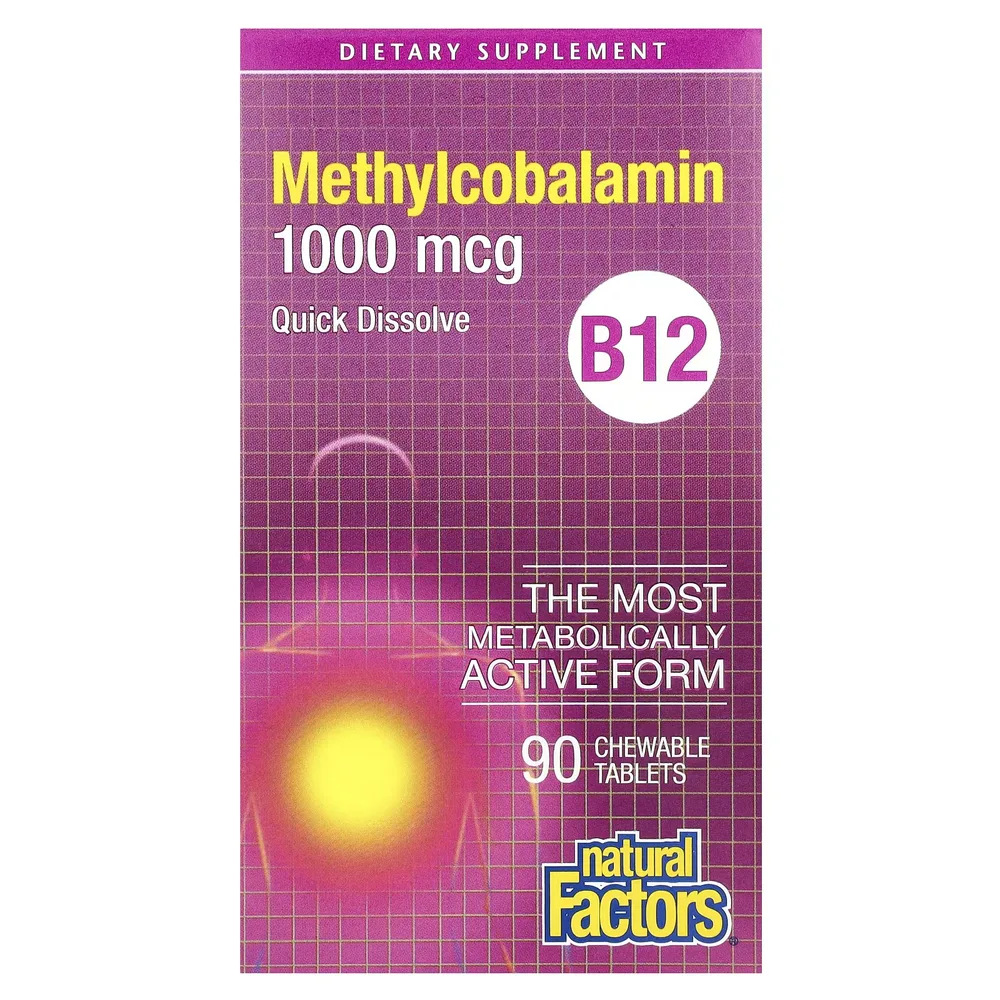 DIETARY SUPPLEMENT
Methylcobalamin
1000 mcg
Quick Dissolve
B12
THE MOST
METABOLICALLY
ACTIVE FORM
90 CHEWABLE
TABLETS
natural
Factors®